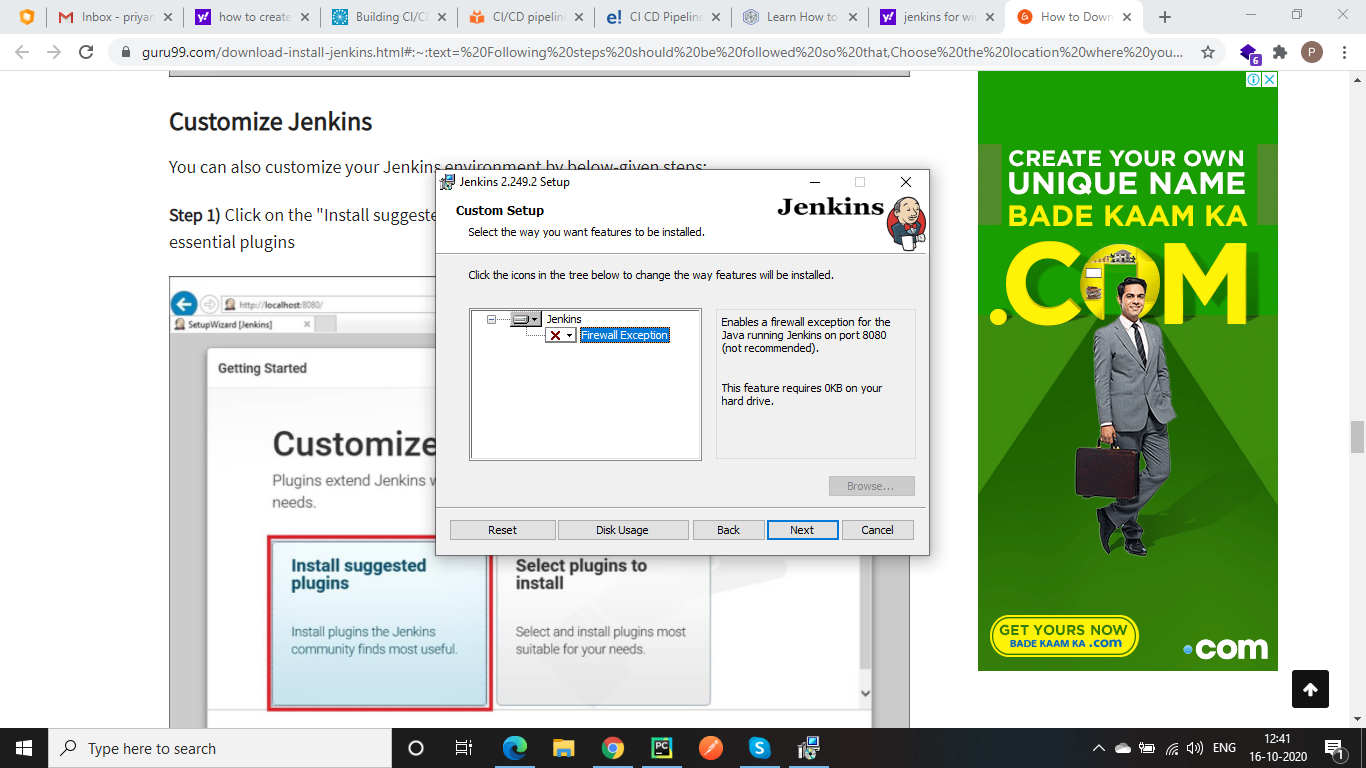 Inbox - priyan
how to create
Building CI/CI
CI/CD pipelin
CI CD Pipeline
Learn How to
jenkins for wi
How to Down
guru99.com/download-install-jenkins.html#:~:text=%20Following%20steps%20should%20be%20followed%20so%20that,Choose%20the%20location%20where%20you...
6
P
Customize Jenkins
You can also customize your Jenkins environment by below-given steps:
Step 1) Click on the "Install suggeste
essential plugins
http://localhost:8080/
SetupWizard [Jenkins]
Getting Started
Customize
Plugins extend Jenkins w
needs.
Install suggested
plugins
Install plugins the Jenkins
community finds most useful.
Select plugins to
install
Select and install plugins most
suitable for your needs.
Jenkins 2.249.2 Setup
Custom Setup
Jenkins
Select the way you want features to be installed.
Click the icons in the tree below to change the way features will be installed.
Jenkins
Firewall Exception
Enables a firewall exception for the
Java running Jenkins on port 8080
(not recommended).
This feature requires 0KB on your
hard drive.
Browse...
Reset
Disk Usage
Back
Next
Cancel
CREATE YOUR OWN
UNIQUE NAME
BADE KAAM KA
.COM
GET YOURS NOW
BADE KAAM KA .COM
.com
Type here to search
PC
S
ENG
12:41
16-10-2020
1